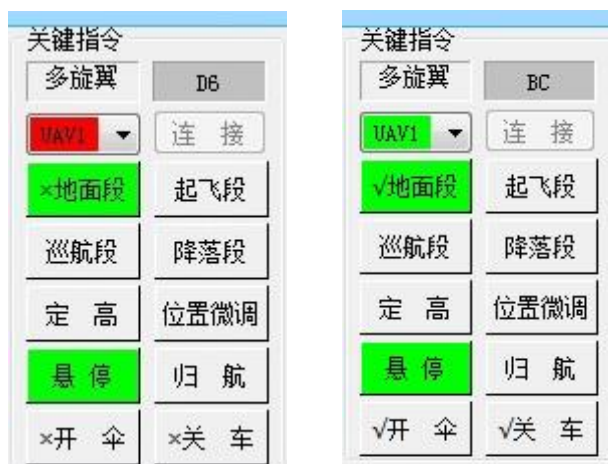 关键指令
多旋翼 D6
UAV1 连 接
×地面段 起飞段
巡航段 降落段
定 高 位置微调
悬 停 归 航
×开 伞 ×关 车
关键指令
多旋翼 BC
UAV1 连 接
√地面段 起飞段
巡航段 降落段
定 高 位置微调
悬 停 归 航
√开 伞 √关 车